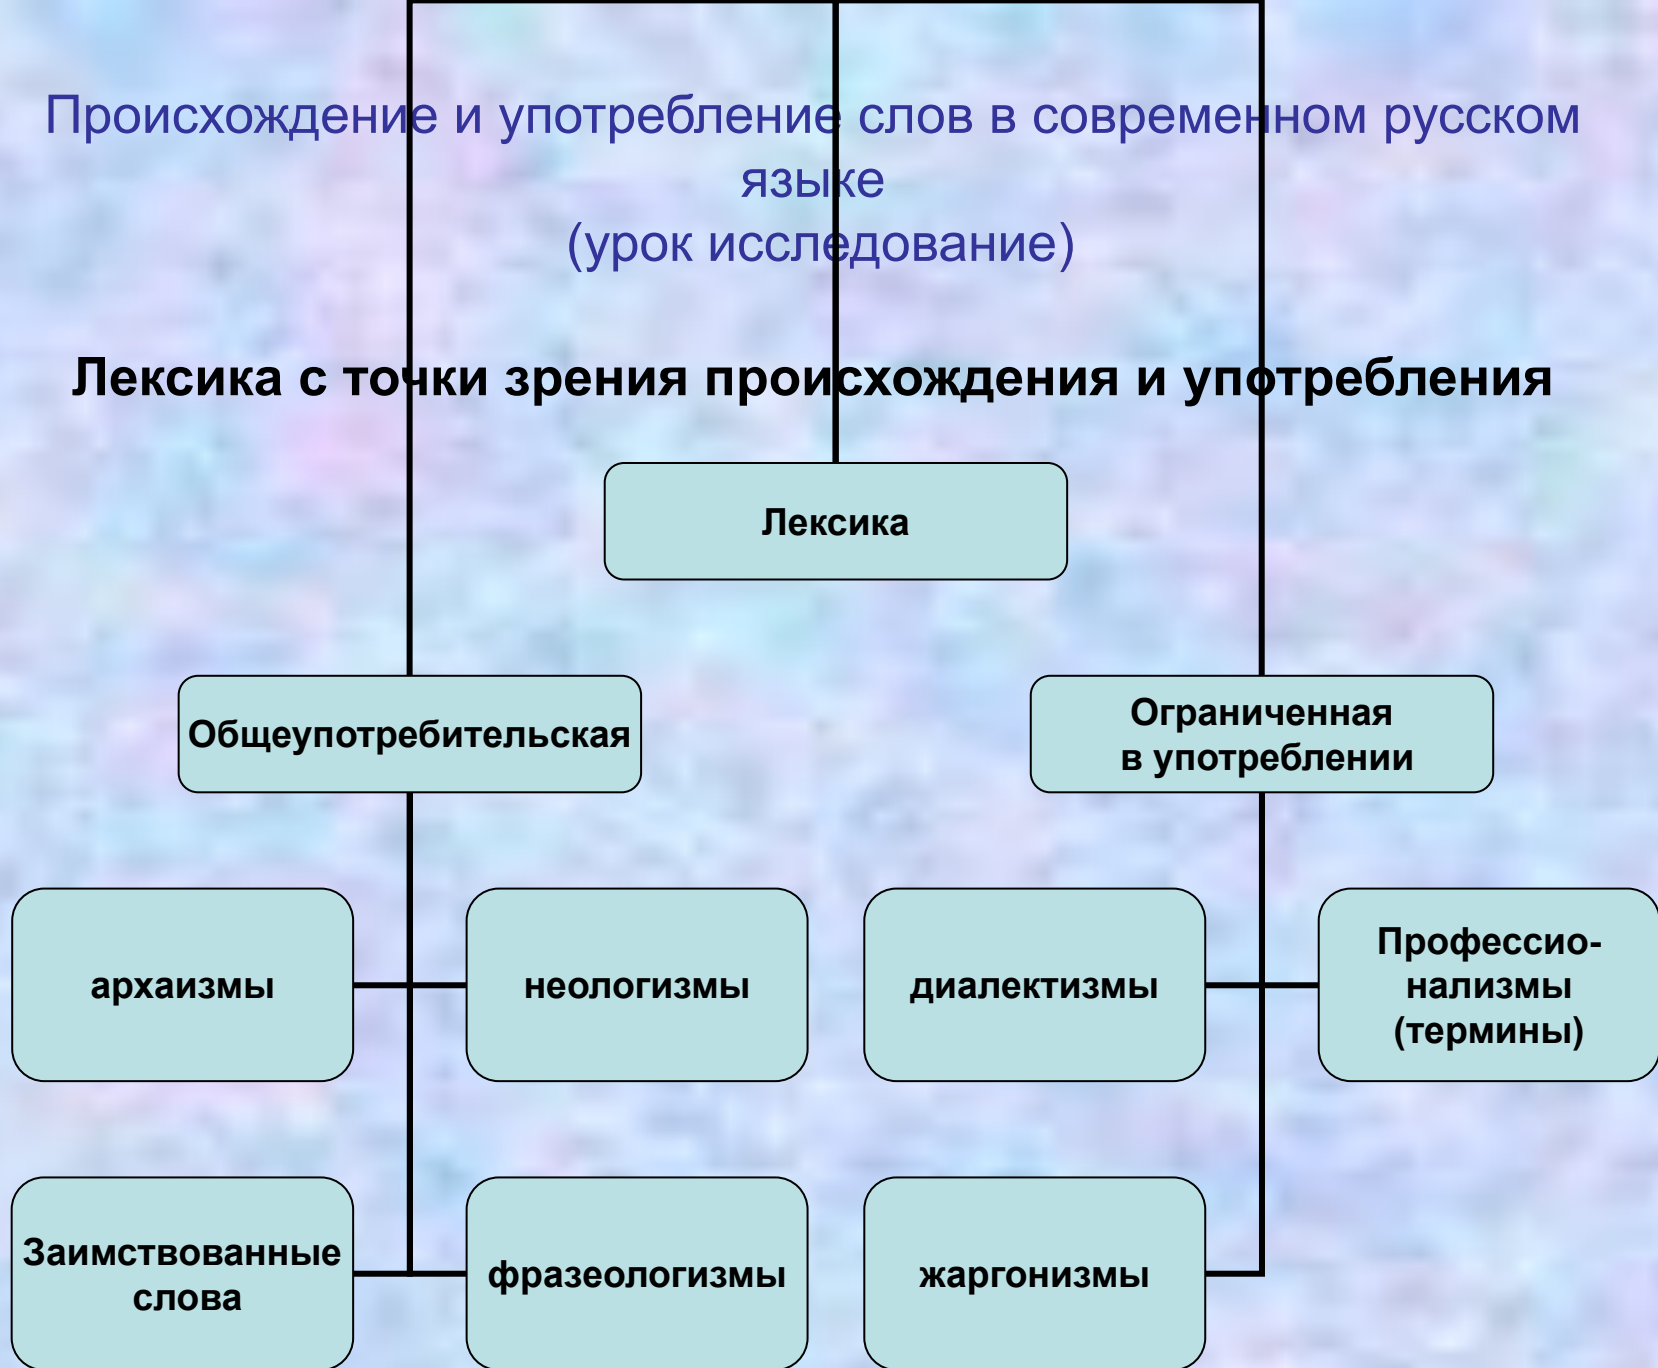 Происхождение и употребление слов в современном русском
языке
(урок исследование)
Лексика с точки зрения происхождения и употребления
Лексика
Общеупотребительская
Ограниченная
в употреблении
архаизмы
неологизмы
диалектизмы
Профессио-
нализмы
(термины)
Заимствованные
слова
фразеологизмы
жаргонизмы